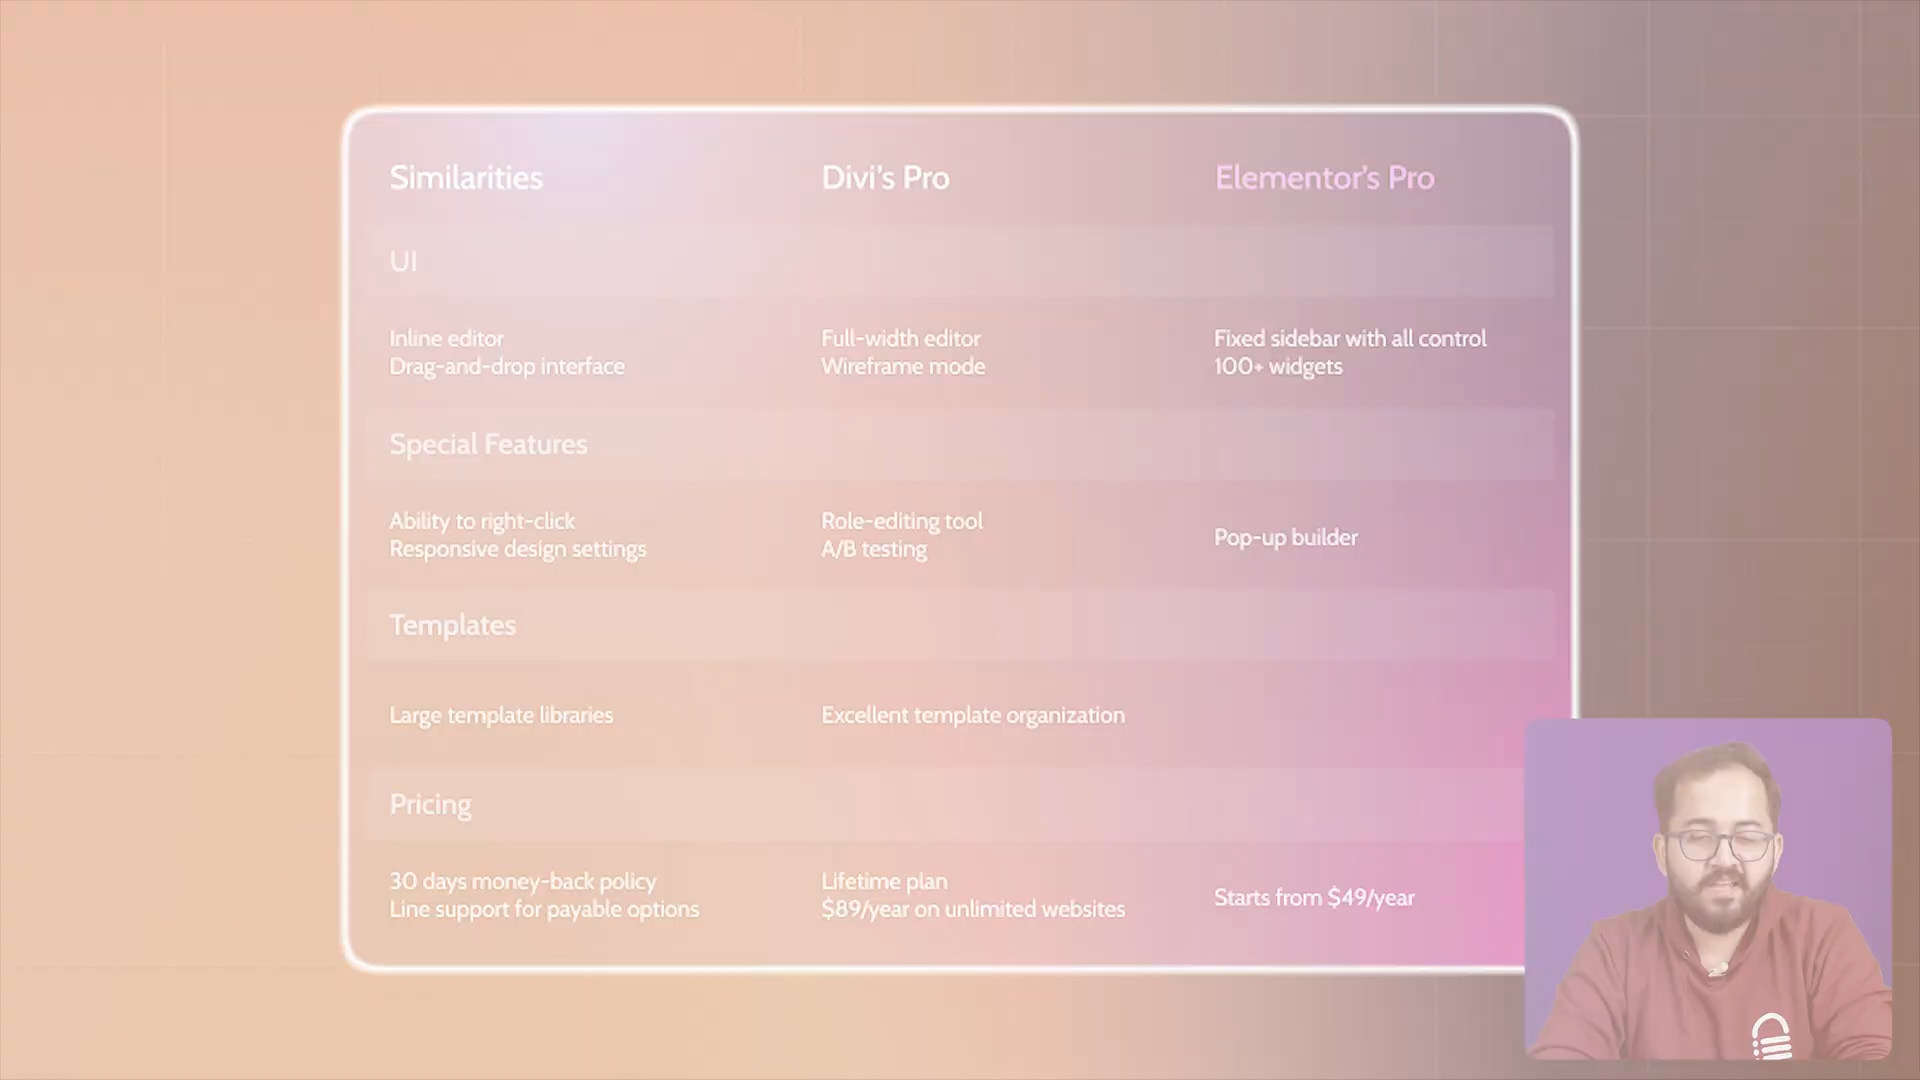 Similarities
Divi's Pro
Elementor's Pro
UI
Inline editor
Drag-and-drop interface
Full-width editor
Wireframe mode
Fixed sidebar with all control
100+ widgets
Special Features
Ability to right-click
Responsive design settings
Role-editing tool
A/B testing
Pop-up builder
Templates
Large template libraries
Excellent template organization
Pricing
30 days money-back policy
Line support for payable options
Lifetime plan
$89/year on unlimited websites
Starts from $49/year